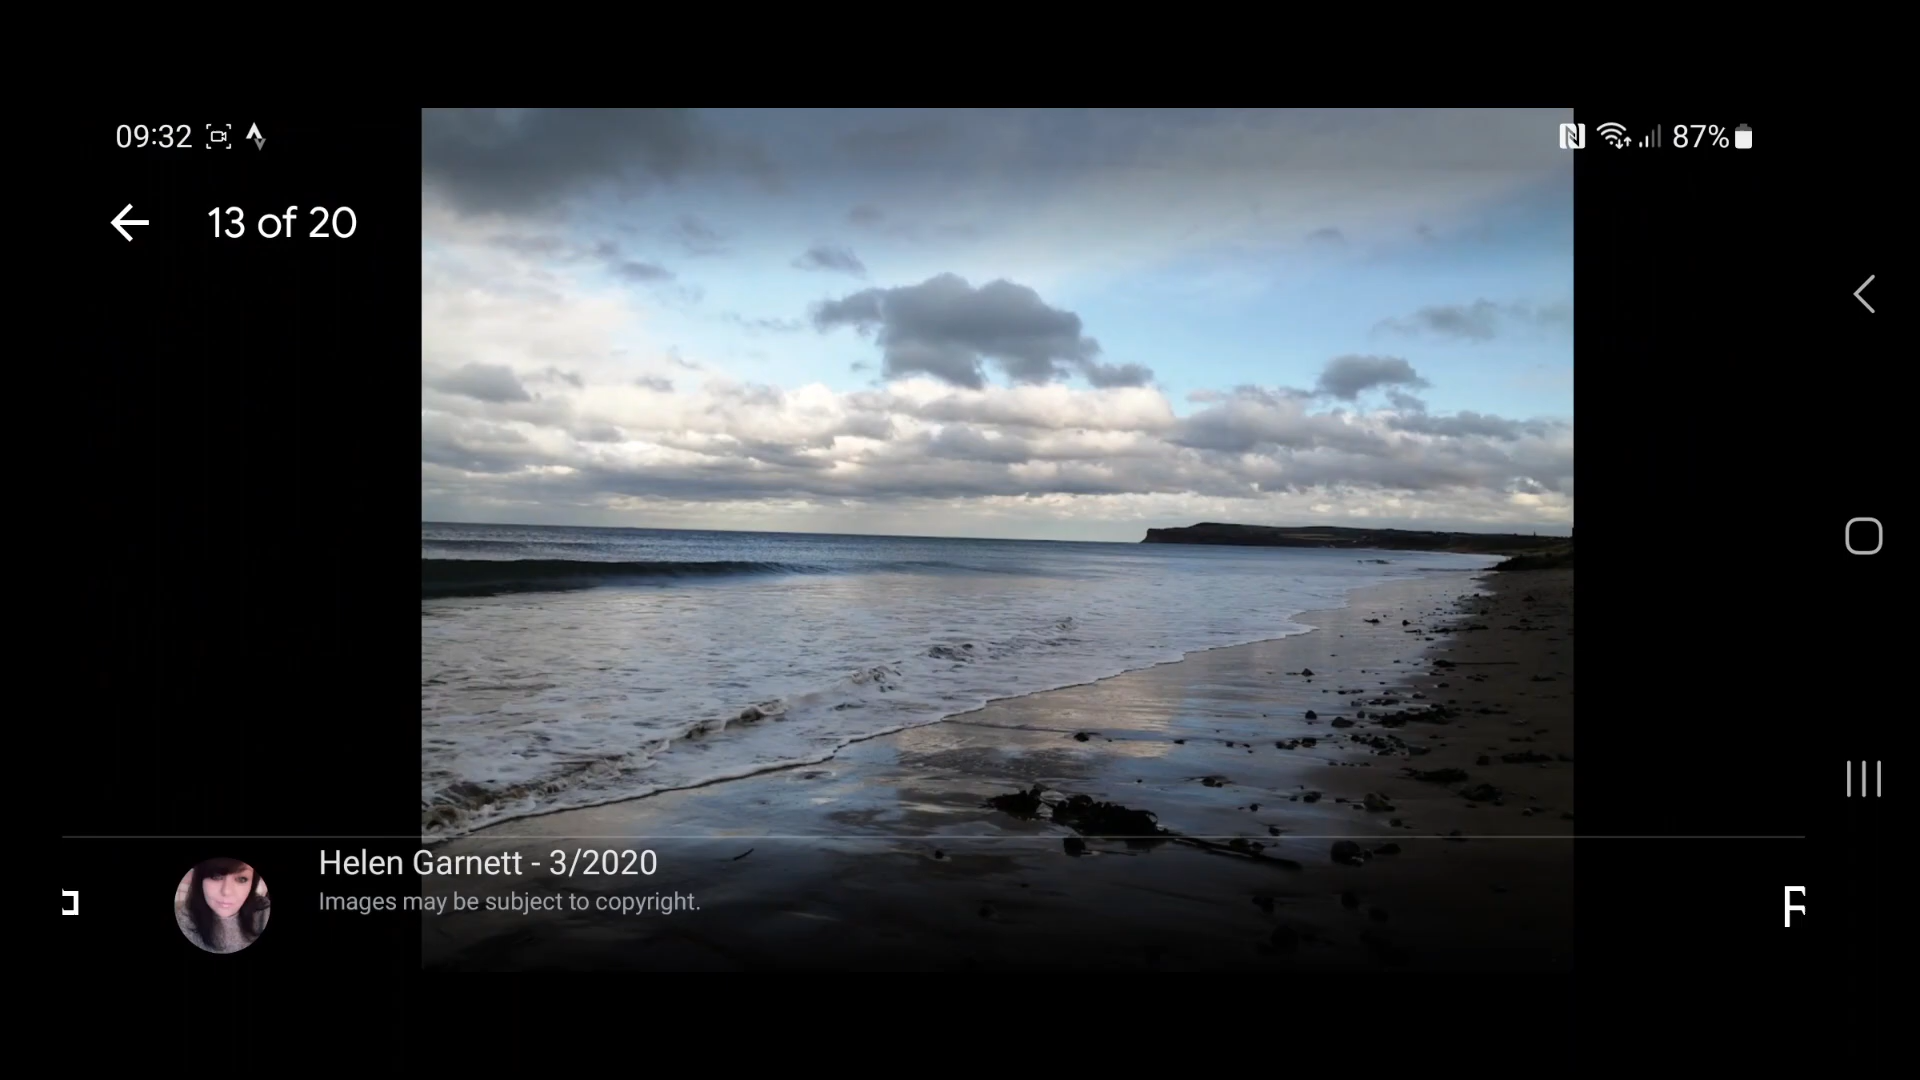 09:32
87%
13 of 20
Helen Garnett - 3/2020
Images may be subject to copyright.